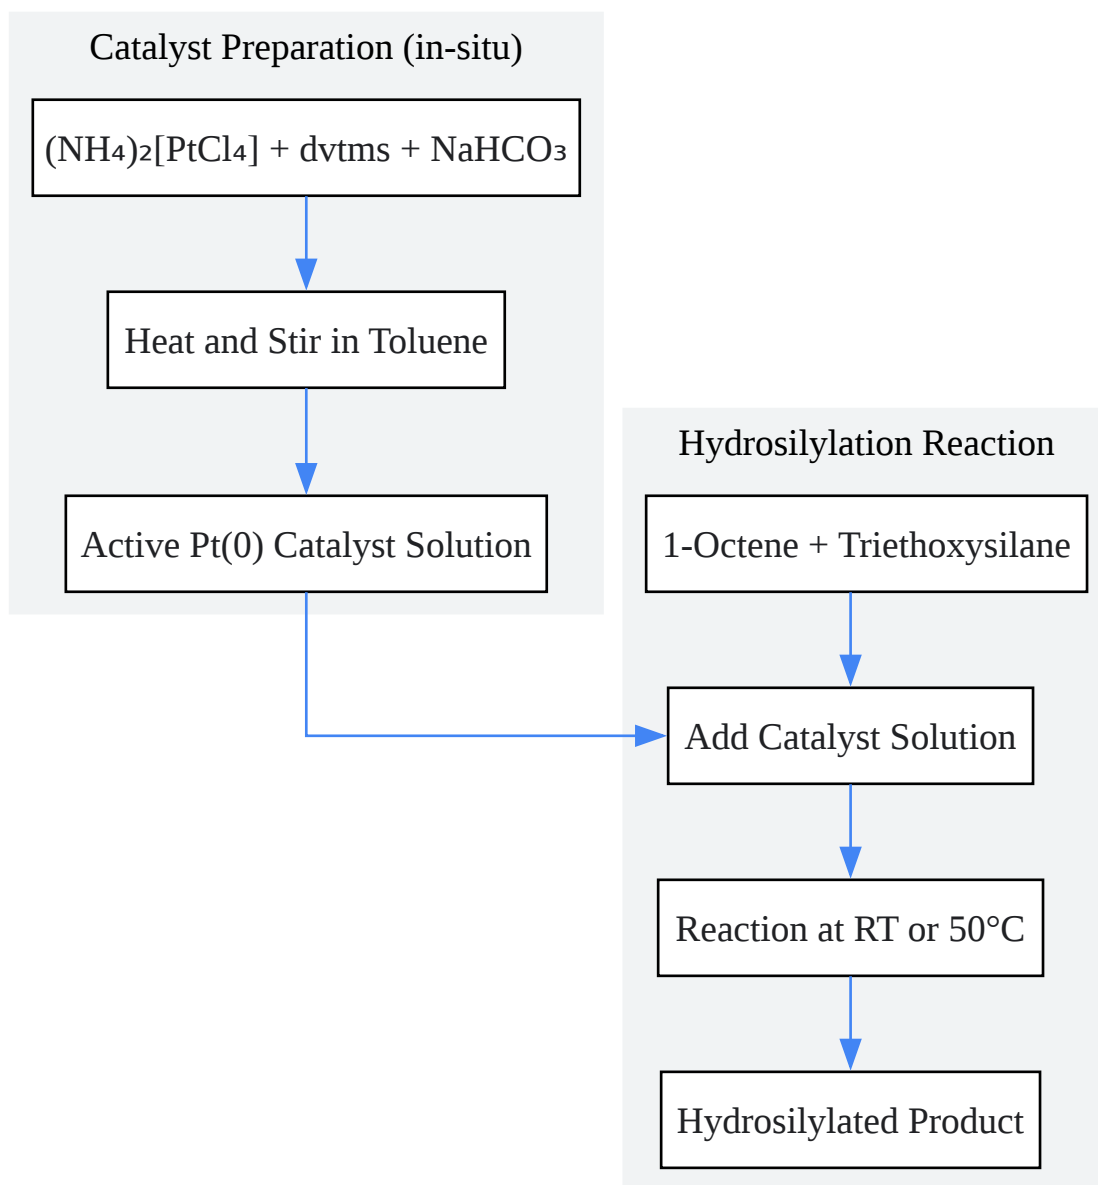 Catalyst Preparation (in-situ)
(NH₄)₂[PtCl₄] + dvtms + NaHCO₃
Heat and Stir in Toluene
Active Pt(0) Catalyst Solution
Hydrosilylation Reaction
1-Octene + Triethoxysilane
Add Catalyst Solution
Reaction at RT or 50°C
Hydrosilylated Product